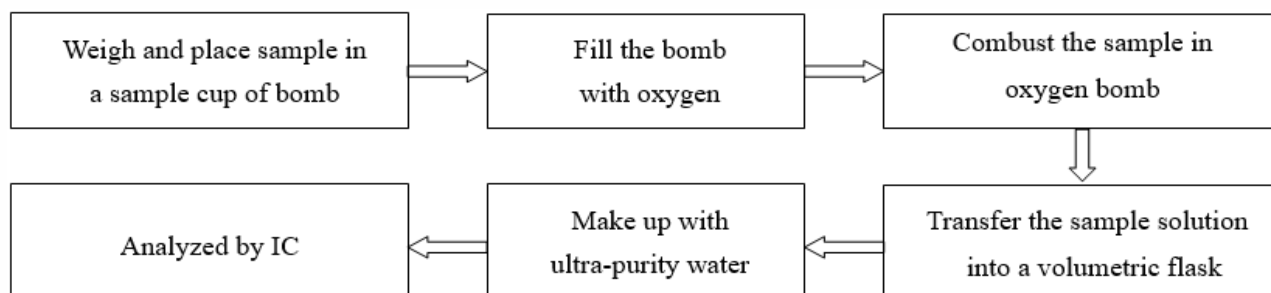 Weigh and place sample in
a sample cup of bomb
Fill the bomb
with oxygen
Combust the sample in
oxygen bomb
Transfer the sample solution
into a volumetric flask
Make up with
ultra-purity water
Analyzed by IC